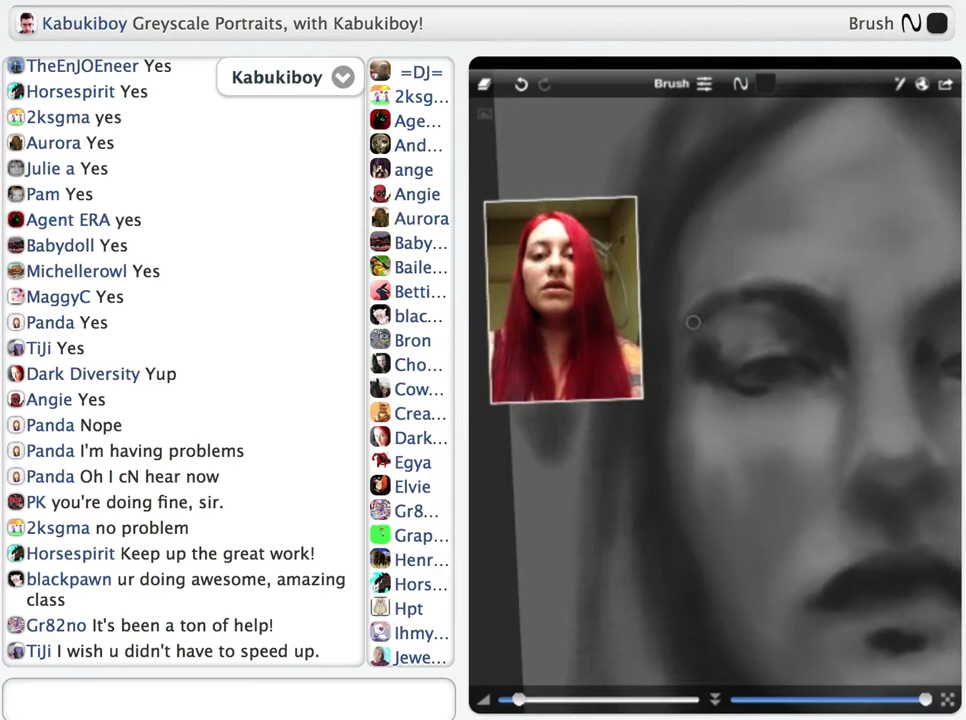 Kabukiboy Greyscale Portraits, with Kabukiboy!
Brush
TheEnJOEneer Yes
Kabukiboy
Horsespirit Yes
2ksgma yes
Aurora Yes
Julie a Yes
Pam Yes
Agent ERA yes
Babydoll Yes
Michellerowl Yes
MaggyC Yes
Panda Yes
TiJi Yes
Dark Diversity Yup
Angie Yes
Panda Nope
Panda I'm having problems
Panda Oh I cN hear now
PK you're doing fine, sir.
2ksgma no problem
Horsespirit Keep up the great work!
blackpawn ur doing awesome, amazing
class
Gr82no It's been a ton of help!
TiJi I wish u didn't have to speed up.
=DJ=
2ksg...
Age...
And...
ange
Angie
Aurora
Baby...
Baile...
Betti...
blac...
Bron
Cho...
Cow...
Crea...
Dark...
Egya
Elvie
Gr8...
Grap...
Henr...
Hors...
Hpt
Ihmy...
Jewe...
Brush